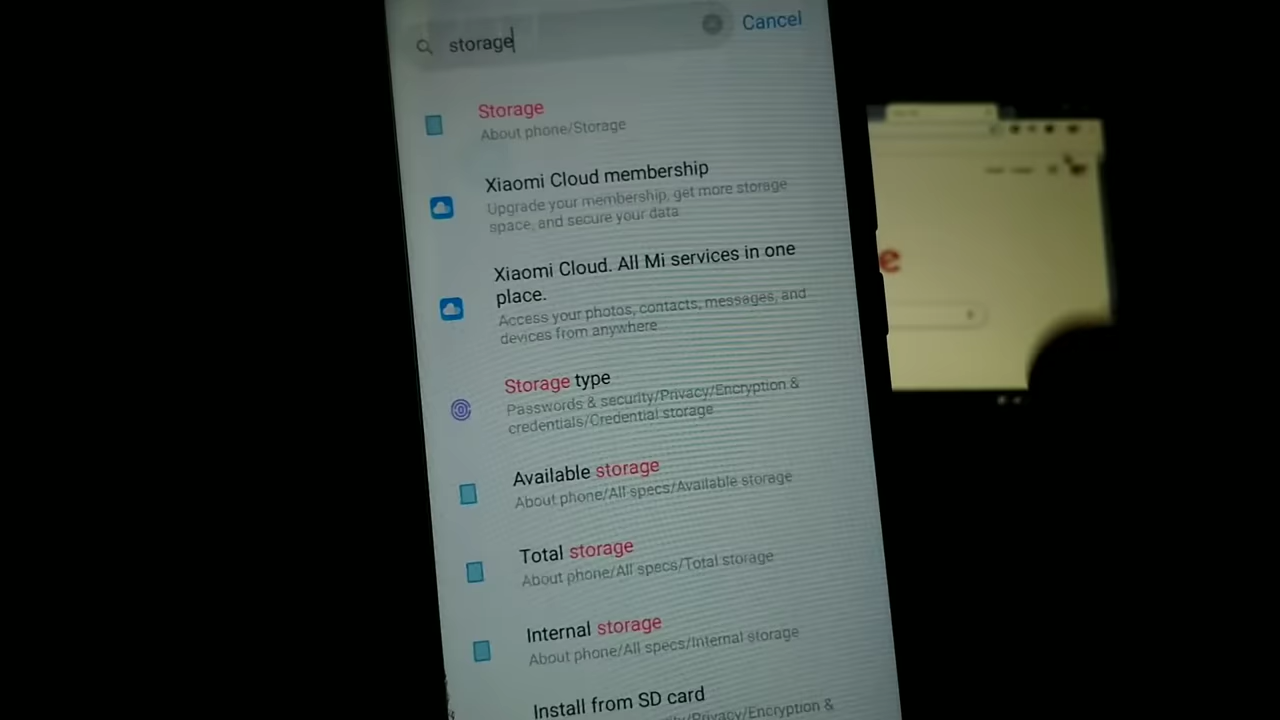 storage
Cancel
Storage
About phone/Storage
Xiaomi Cloud membership
Upgrade your membership, get more storage
space, and secure your data
Xiaomi Cloud. All Mi services in one
place.
Access your photos, contacts, messages, and
devices from anywhere
Storage type
Passwords & security/Privacy/Encryption &
credentials/Credential storage
Available storage
About phone/All specs/Available storage
Total storage
About phone/All specs/Total storage
Internal storage
About phone/All specs/Internal storage
Install from SD card
/Privacy/Encryption &
e